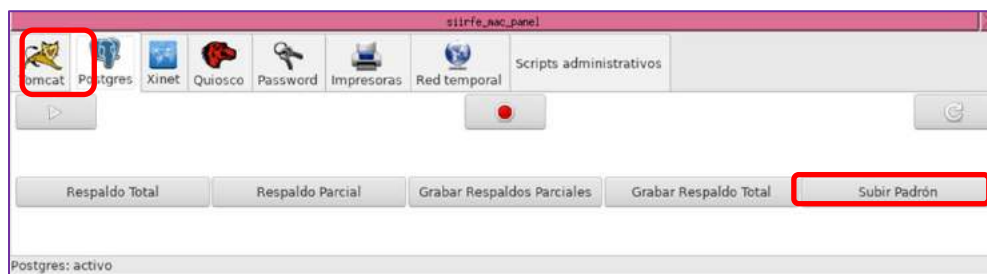 siirfe_mac_panel
Tomcat Postgres Xinet Quiosco Password Impresoras Red temporal Scripts administrativos
Respaldo Total Respaldo Parcial Grabar Respaldos Parciales Grabar Respaldo Total Subir Padrón
Postgres: activo